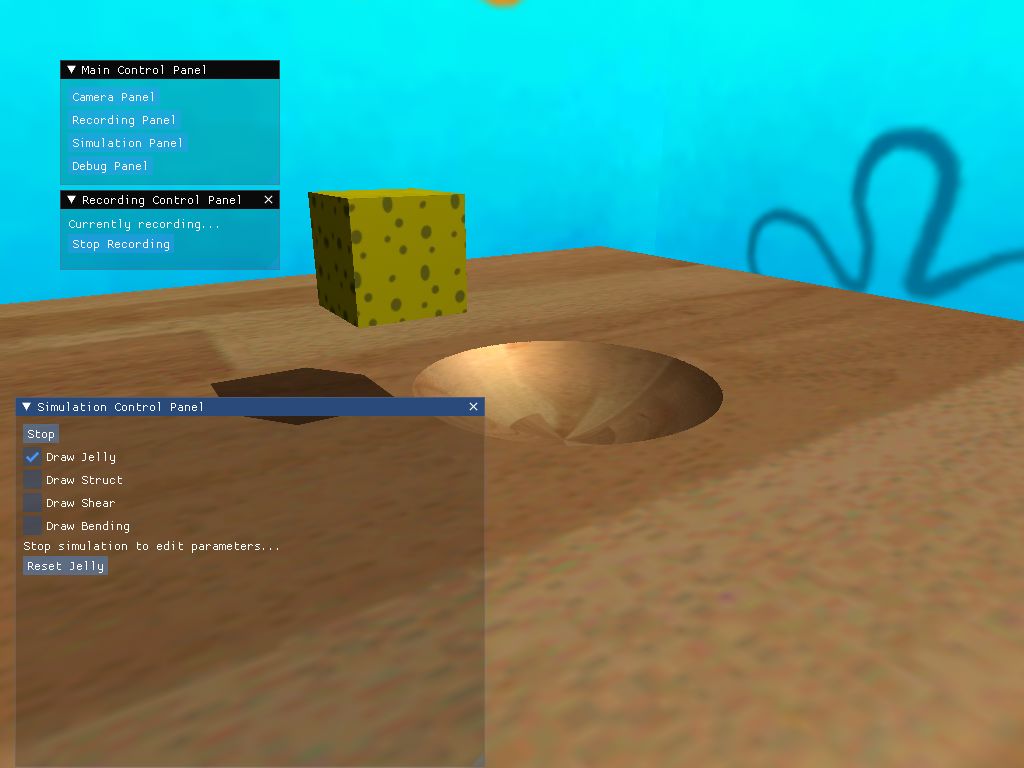 Main Control Panel
Camera Panel
Recording Panel
Simulation Panel
Debug Panel
Recording Control Panel
Currently recording...
Stop Recording
Simulation Control Panel
Stop
Draw Jelly
Draw Struct
Draw Shear
Draw Bending
Stop simulation to edit parameters...
Reset Jelly